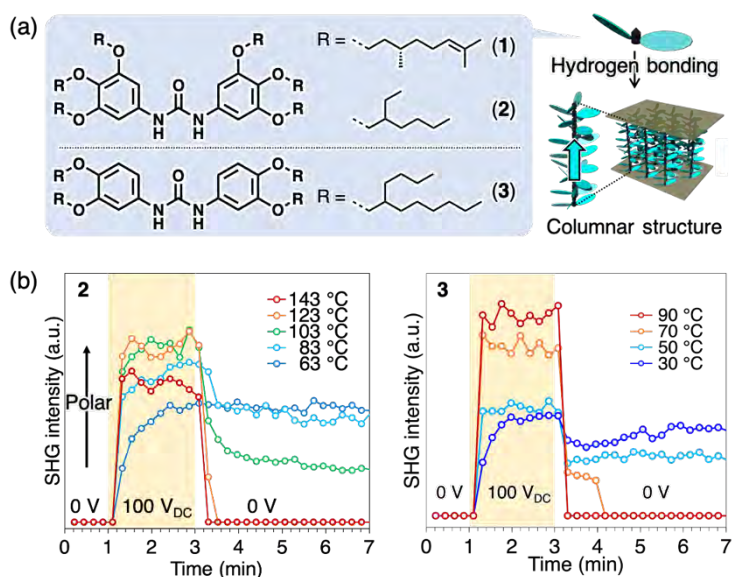 (a)
R R
O O
R O O R
R O N H O N H O R
R = (1)
(2)
R R
O O
R O N H O N H O R
R = (3)
Hydrogen bonding
Columnar structure
(b)
2
143 °C
123 °C
103 °C
83 °C
63 °C
Polar
0 V 100 VDC 0 V
SHG intensity (a.u.)
0 1 2 3 4 5 6 7
Time (min)
3
90 °C
70 °C
50 °C
30 °C
0 V 100 VDC 0 V
SHG intensity (a.u.)
0 1 2 3 4 5 6 7
Time (min)